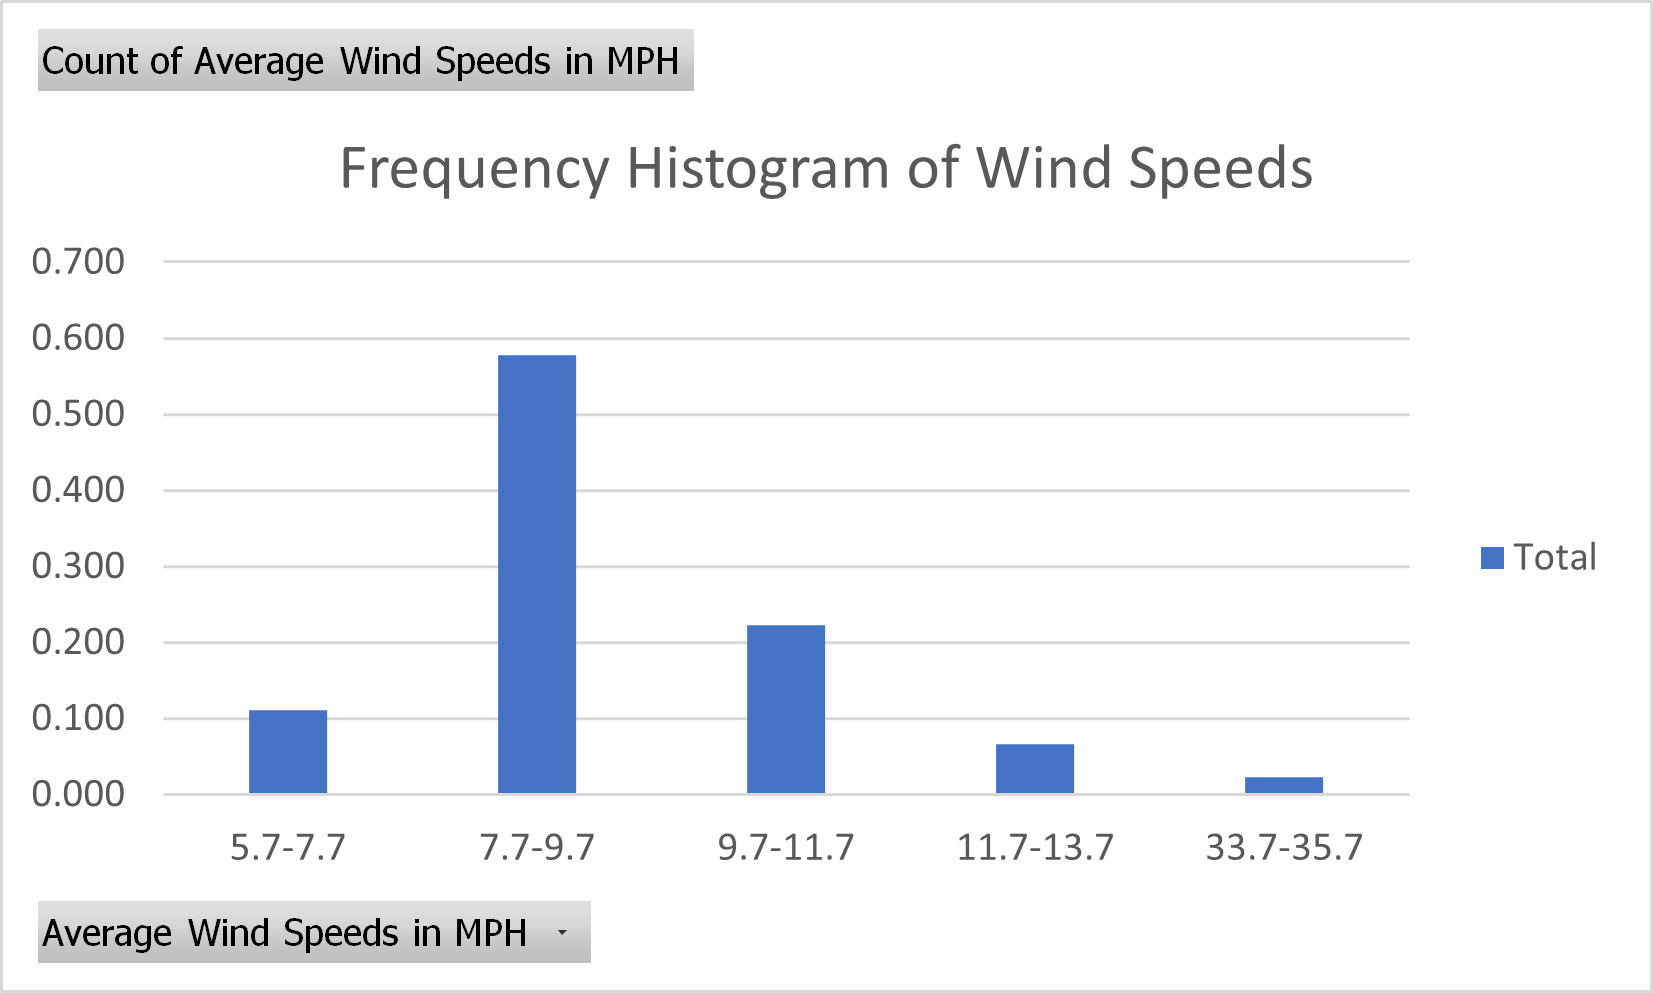 Count of Average Wind Speeds in MPH
Frequency Histogram of Wind Speeds
0.700
0.600
0.500
0.400
0.300
0.200
0.100
0.000
5.7-7.7 7.7-9.7 9.7-11.7 11.7-13.7 33.7-35.7
Total
Average Wind Speeds in MPH